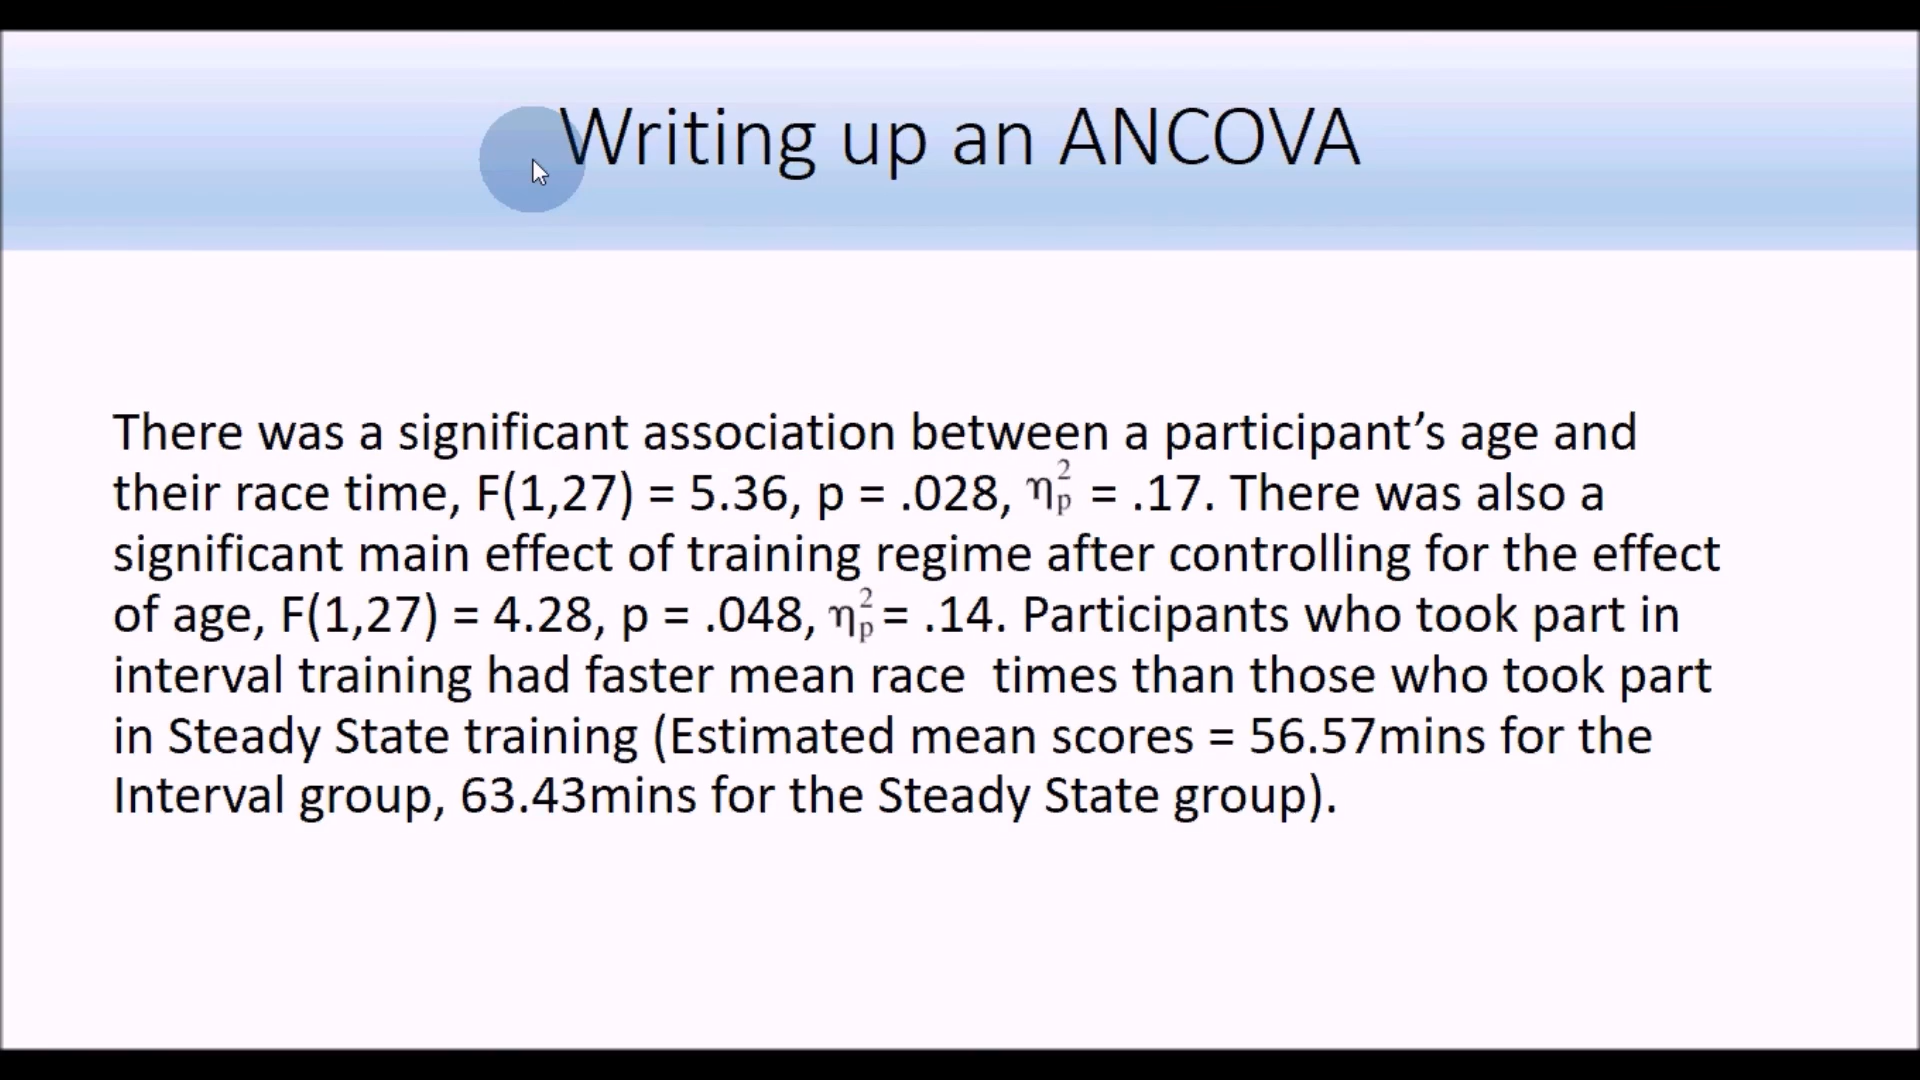 Writing up an ANCOVA
There was a significant association between a participant’s age and
their race time, F(1,27) = 5.36, p = .028, η²ₚ = .17. There was also a
significant main effect of training regime after controlling for the effect
of age, F(1,27) = 4.28, p = .048, η²ₚ = .14. Participants who took part in
interval training had faster mean race  times than those who took part
in Steady State training (Estimated mean scores = 56.57mins for the
Interval group, 63.43mins for the Steady State group).